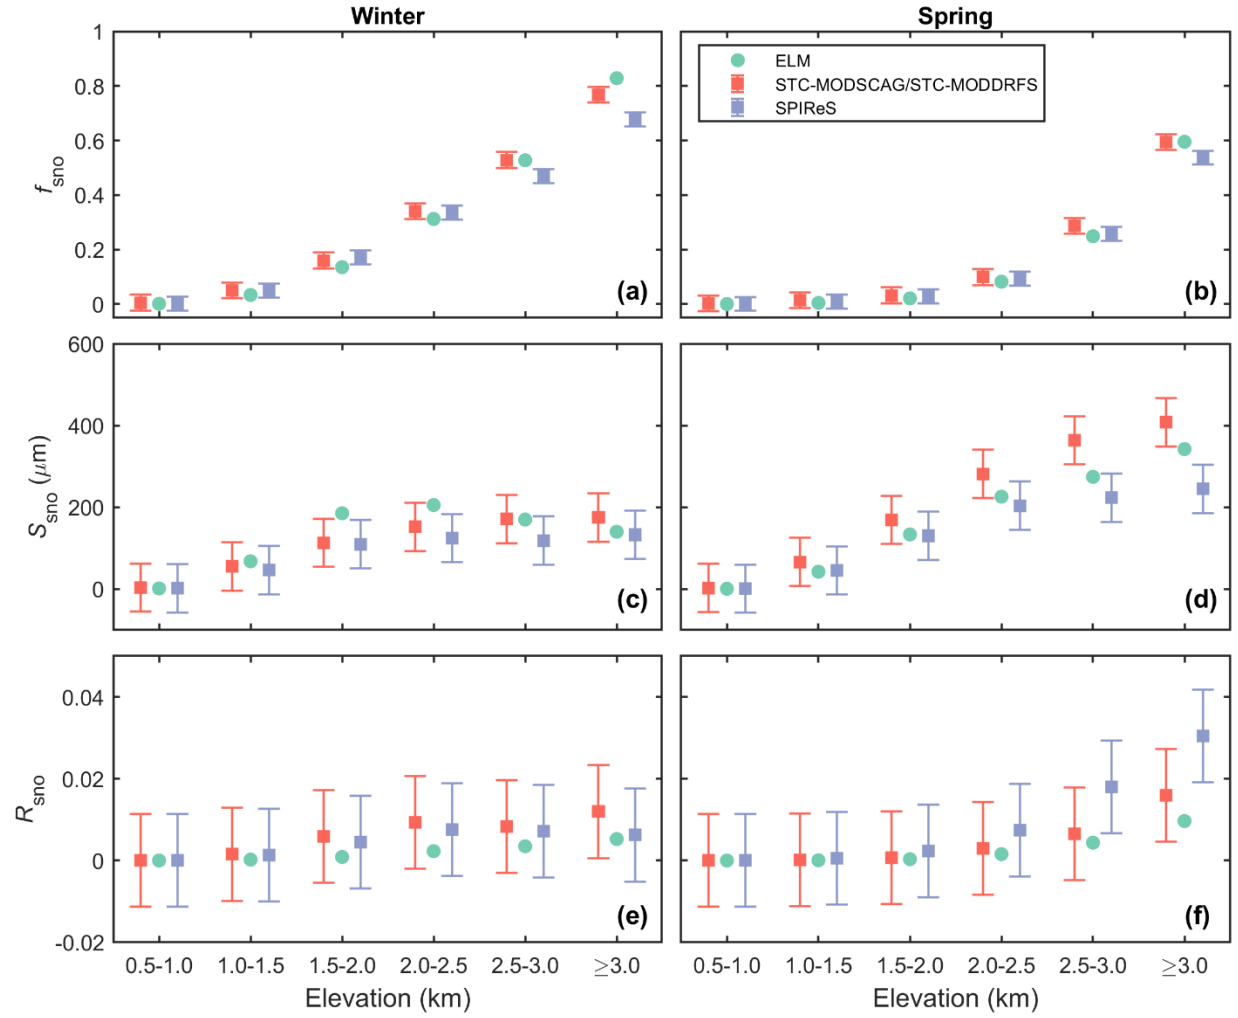 Winter
Spring
1
0.8
0.6
0.4
0.2
0
fsno
(a)
ELM
STC-MODSCAG/STC-MODDRFS
SPIReS
(b)
600
400
200
0
Ssno (μm)
(c)
(d)
0.04
0.02
0
-0.02
Rsno
(e)
(f)
0.5-1.0 1.0-1.5 1.5-2.0 2.0-2.5 2.5-3.0 ≥3.0
0.5-1.0 1.0-1.5 1.5-2.0 2.0-2.5 2.5-3.0 ≥3.0
Elevation (km)
Elevation (km)